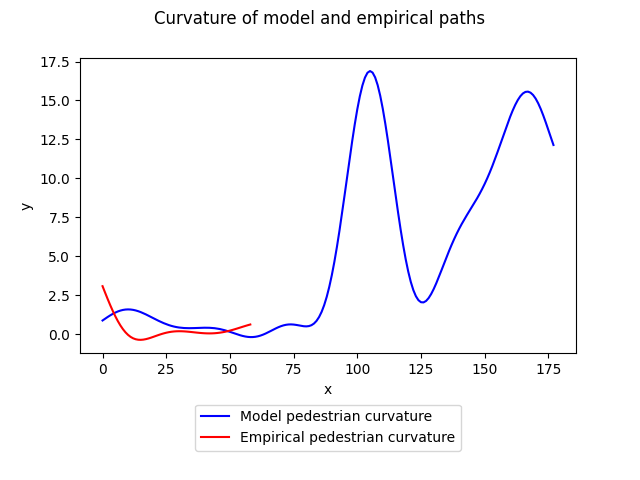 Curvature of model and empirical paths
17.5
15.0
12.5
10.0
7.5
5.0
2.5
0.0
y
0 25 50 75 100 125 150 175
x
Model pedestrian curvature
Empirical pedestrian curvature